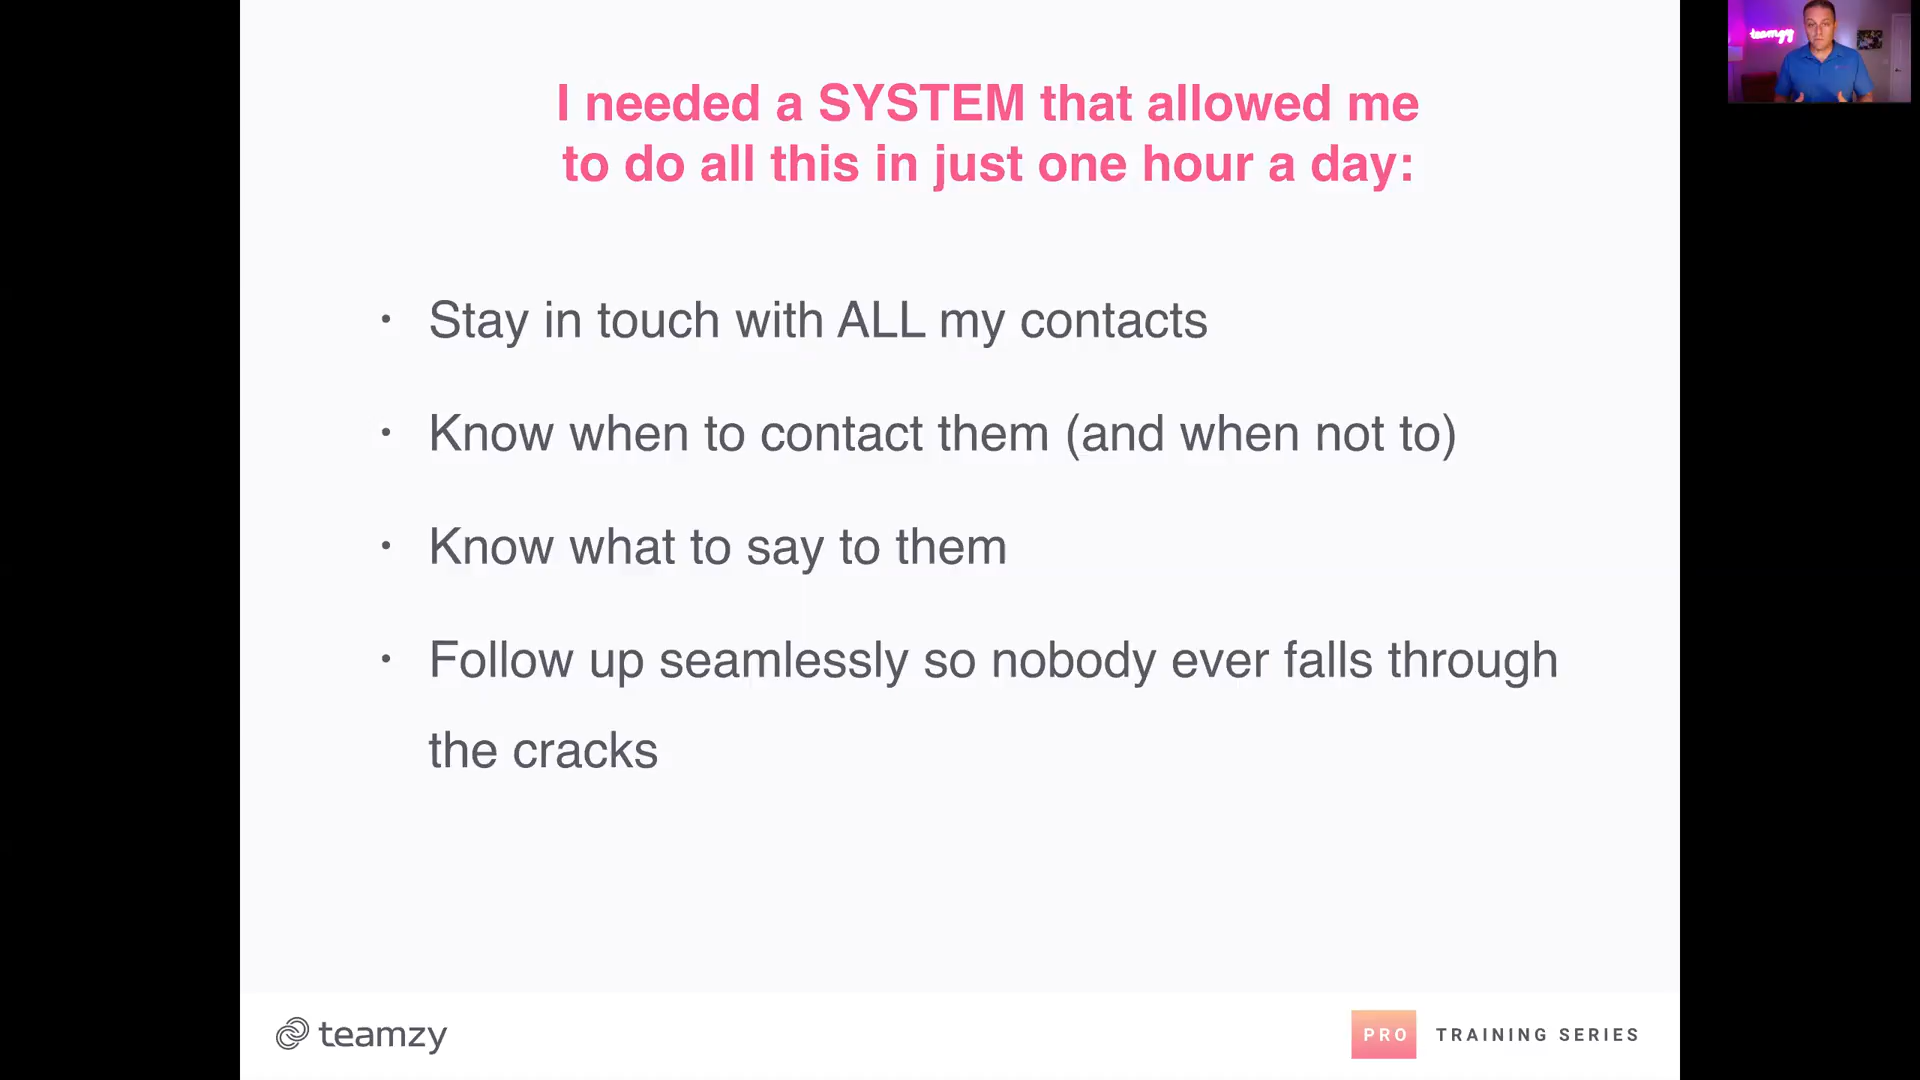 I needed a SYSTEM that allowed me
to do all this in just one hour a day:
• Stay in touch with ALL my contacts
• Know when to contact them (and when not to)
• Know what to say to them
• Follow up seamlessly so nobody ever falls through
the cracks
teamzy
PRO TRAINING SERIES
teamzy